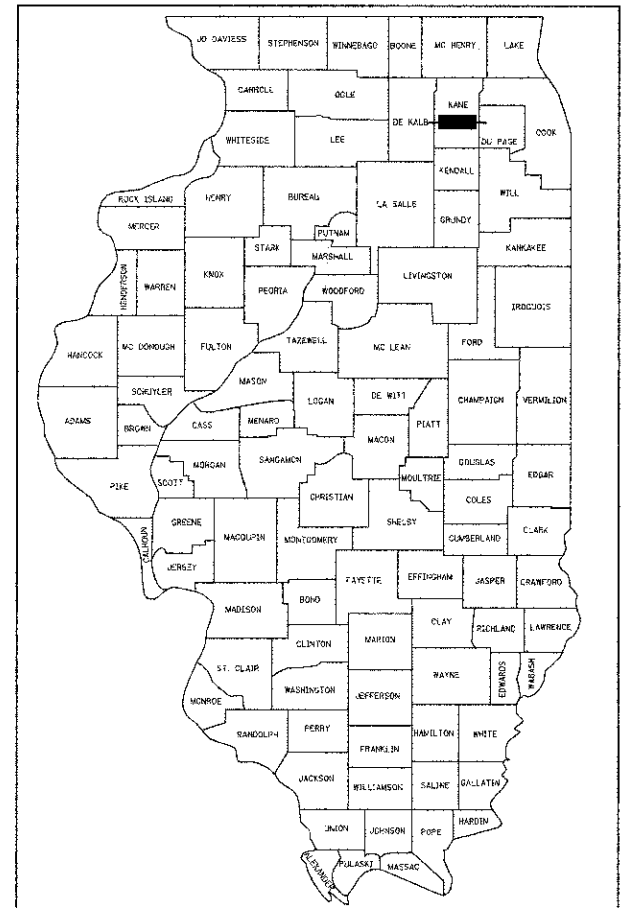 JO DAVIESS STEPHENSON WINNEBAGO BOONE MC HENRY LAKE
CARROLL OGLE KANE
DE KALB DU PAGE COOK
WHITESIDE LEE
KENDALL
ROCK ISLAND HENRY BUREAU LA SALLE GRUNDY WILL
MERCER PUTNAM
STARK MARSHALL KANKAKEE
HENDERSON WARREN KNOX PEORIA WOODFORD LIVINGSTON IROQUOIS
HANCOCK MC DONOUGH FULTON TAZEWELL MC LEAN FORD
SCHUYLER MASON LOGAN DE WITT CHAMPAIGN VERMILION
ADAMS BROWN CASS MENARD MACON PIATT
PIKE SCOTT MORGAN SANGAMON CHRISTIAN MOULTRIE DOUGLAS EDGAR
COLES
CALHOUN GREENE MACOUPIN MONTGOMERY SHELBY CUMBERLAND CLARK
JERSEY FAYETTE EFFINGHAM JASPER CRAWFORD
MADISON BOND
CLAY RICHLAND LAWRENCE
CLINTON MARION
ST. CLAIR WAYNE EDWARDS WABASH
WASHINGTON JEFFERSON
MONROE
RANDOLPH PERRY HAMILTON WHITE
FRANKLIN
JACKSON WILLIAMSON SALINE GALLATEN
HARDIN
UNION JOHNSON POPE
ALEXANDER PULASKI MASSAC